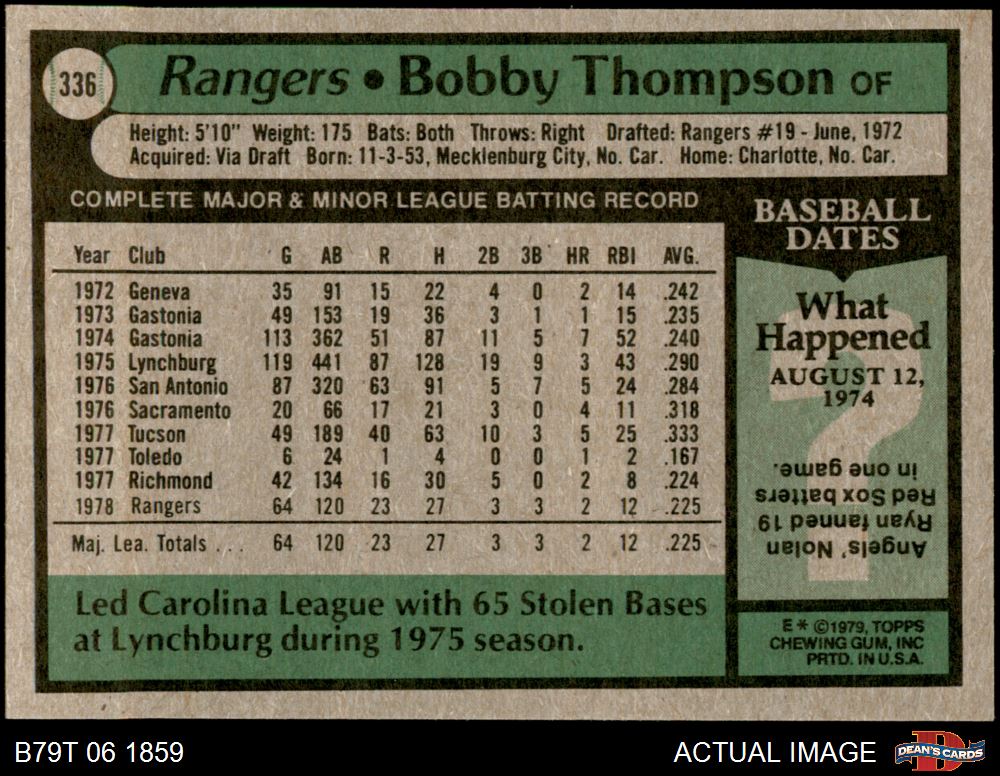 336
Rangers • Bobby Thompson OF
Height: 5'10" Weight: 175 Bats: Both Throws: Right Drafted: Rangers #19 - June, 1972
Acquired: Via Draft Born: 11-3-53, Mecklenburg City, No. Car. Home: Charlotte, No. Car.
COMPLETE MAJOR & MINOR LEAGUE BATTING RECORD
Year Club G AB R H 2B 3B HR RBI AVG.
1972 Geneva 35 91 15 22 4 0 2 14 .242
1973 Gastonia 49 153 19 36 3 1 1 15 .235
1974 Gastonia 113 362 51 87 11 5 7 52 .240
1975 Lynchburg 119 441 87 128 19 9 3 43 .290
1976 San Antonio 87 320 63 91 5 7 5 24 .284
1976 Sacramento 20 66 17 21 3 0 4 11 .318
1977 Tucson 49 189 40 63 10 3 5 25 .333
1977 Toledo 6 24 1 4 0 0 1 2 .167
1977 Richmond 42 134 16 30 5 0 2 8 .224
1978 Rangers 64 120 23 27 3 3 2 12 .225
Maj. Lea. Totals ... 64 120 23 27 3 3 2 12 .225
Led Carolina League with 65 Stolen Bases
at Lynchburg during 1975 season.
BASEBALL
DATES
What
Happened
AUGUST 12,
1974
?
Angels' Nolan
Ryan fanned 19
Red Sox batters
in one game.
E* ©1979, TOPPS
CHEWING GUM, INC
PRTD. IN U.S.A.
B79T 06 1859
ACTUAL IMAGE
D
DEAN'S CARDS